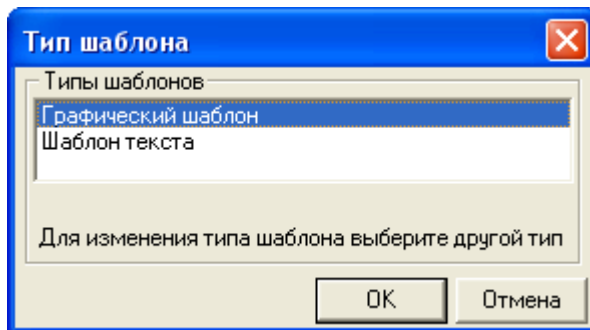 Тип шаблона
Типы шаблонов
Графический шаблон
Шаблон текста
Для изменения типа шаблона выберите другой тип
OK
Отмена